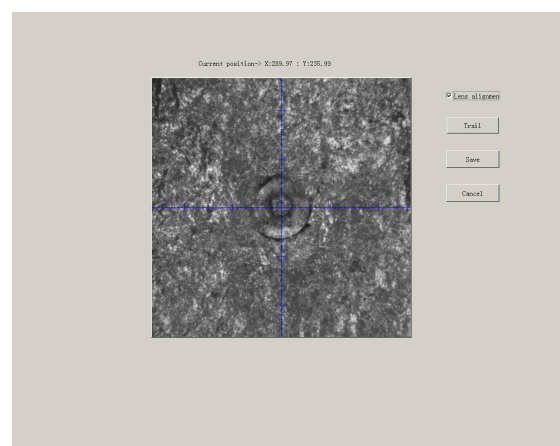 Current position-> X:289.97 : Y:235.99
Lens alignmen
Trail
Save
Cancel